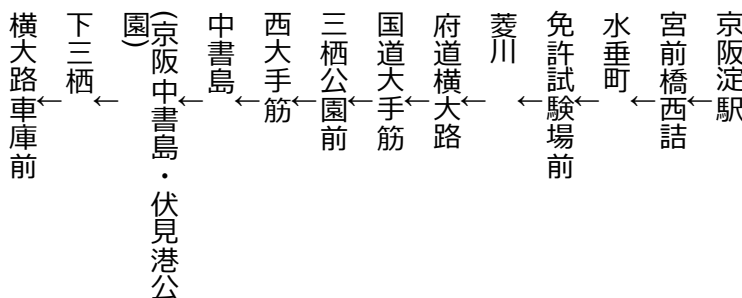 京阪淀駅
←
宮前橋西詰
←
水垂町
←
免許試験場前
←
菱川
←
府道横大路
←
国道大手筋
←
三栖公園前
←
西大手筋
←
中書島
←
(京阪中書島・伏見港公
園)
←
下三栖
←
横大路車庫前